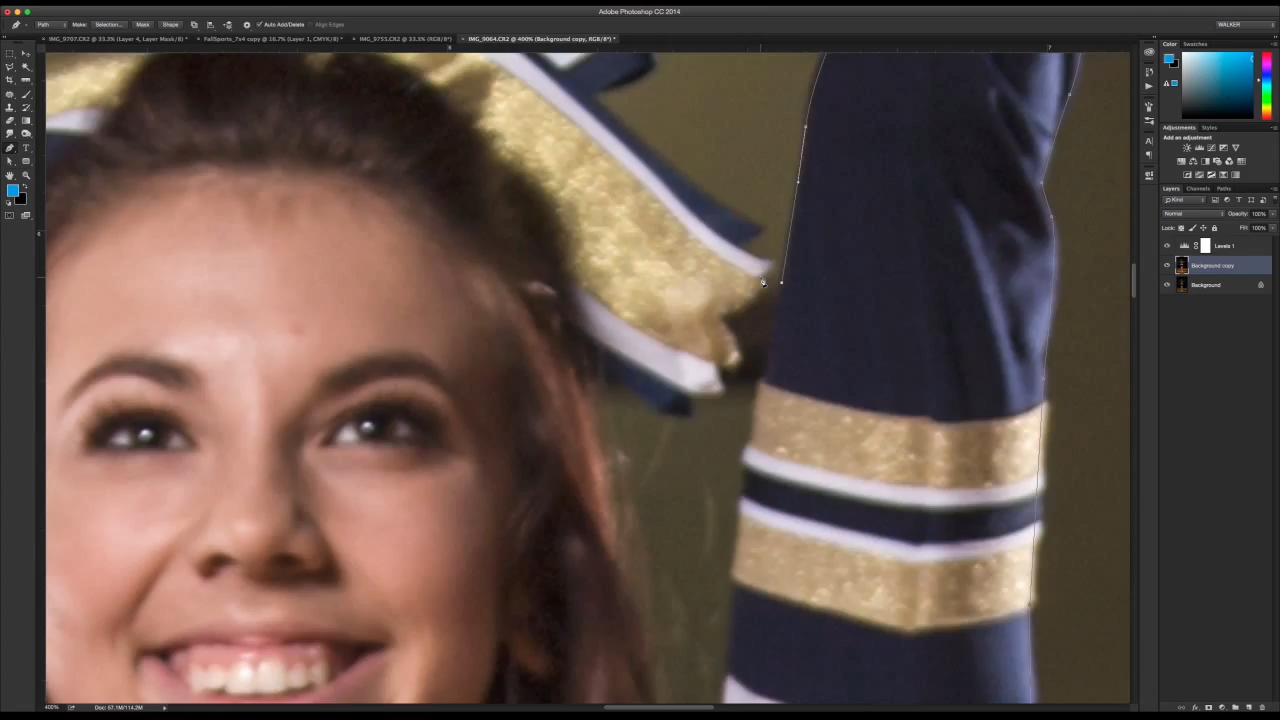 Adobe Photoshop CC 2014
Path Make: Selection... Mask Shape Auto Add/Delete Align Edges WALKER
IMG_9707.CR2 @ 33.3% (Layer 4, Layer Mask/8) * FallSports_7x4 copy @ 16.7% (Layer 1, CMYK/8) * IMG_9755.CR2 @ 33.3% (RGB/8*) IMG_9064.CR2 @ 400% (Background copy, RGB/8*) *
Color Swatches
Adjustments Styles
Add an adjustment
Layers Channels Paths
Kind
Normal Opacity: 100%
Lock: Fill: 100%
Levels 1
Background copy
Background
400% Doc: 57.1M/114.2M